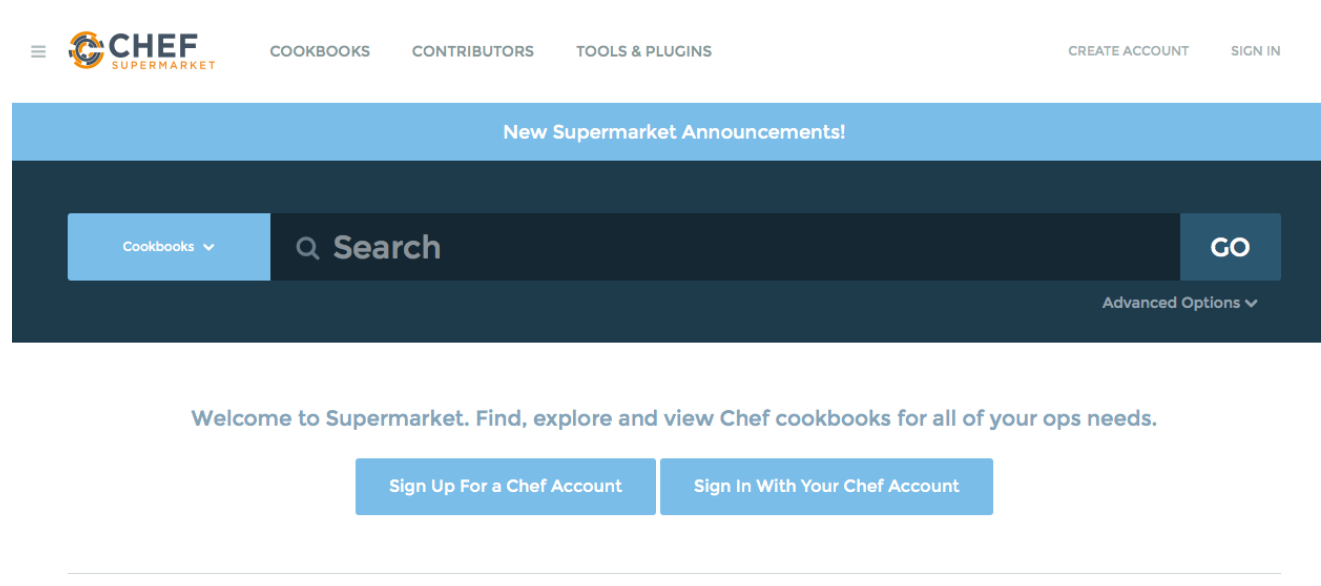 CHEF
SUPERMARKET
COOKBOOKS
CONTRIBUTORS
TOOLS & PLUGINS
CREATE ACCOUNT
SIGN IN
New Supermarket Announcements!
Cookbooks
Search
GO
Advanced Options
Welcome to Supermarket. Find, explore and view Chef cookbooks for all of your ops needs.
Sign Up For a Chef Account
Sign In With Your Chef Account